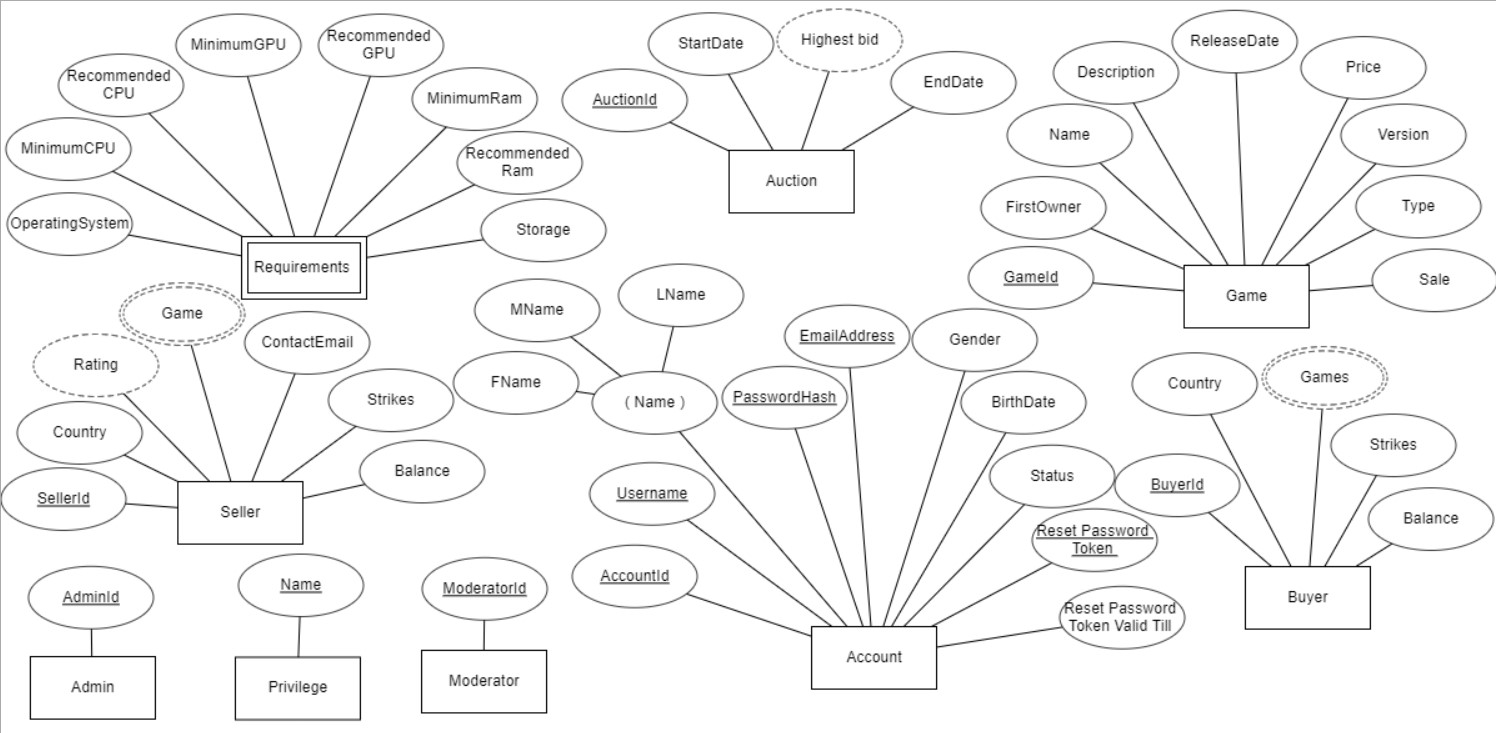 MinimumGPU
Recommended
GPU
Recommended
CPU
MinimumRam
MinimumCPU
Recommended
Ram
OperatingSystem
Storage
Requirements
StartDate
Highest bid
AuctionId
EndDate
Auction
ReleaseDate
Description
Price
Name
Version
FirstOwner
Type
GameId
Sale
Game
Game
ContactEmail
Rating
Strikes
Country
Balance
SellerId
Seller
MName
LName
FName
( Name )
EmailAddress
Gender
PasswordHash
BirthDate
Username
Status
Reset Password
Token
AccountId
Reset Password
Token Valid Till
Account
Country
Games
Strikes
BuyerId
Balance
Buyer
AdminId
Admin
Name
Privilege
ModeratorId
Moderator